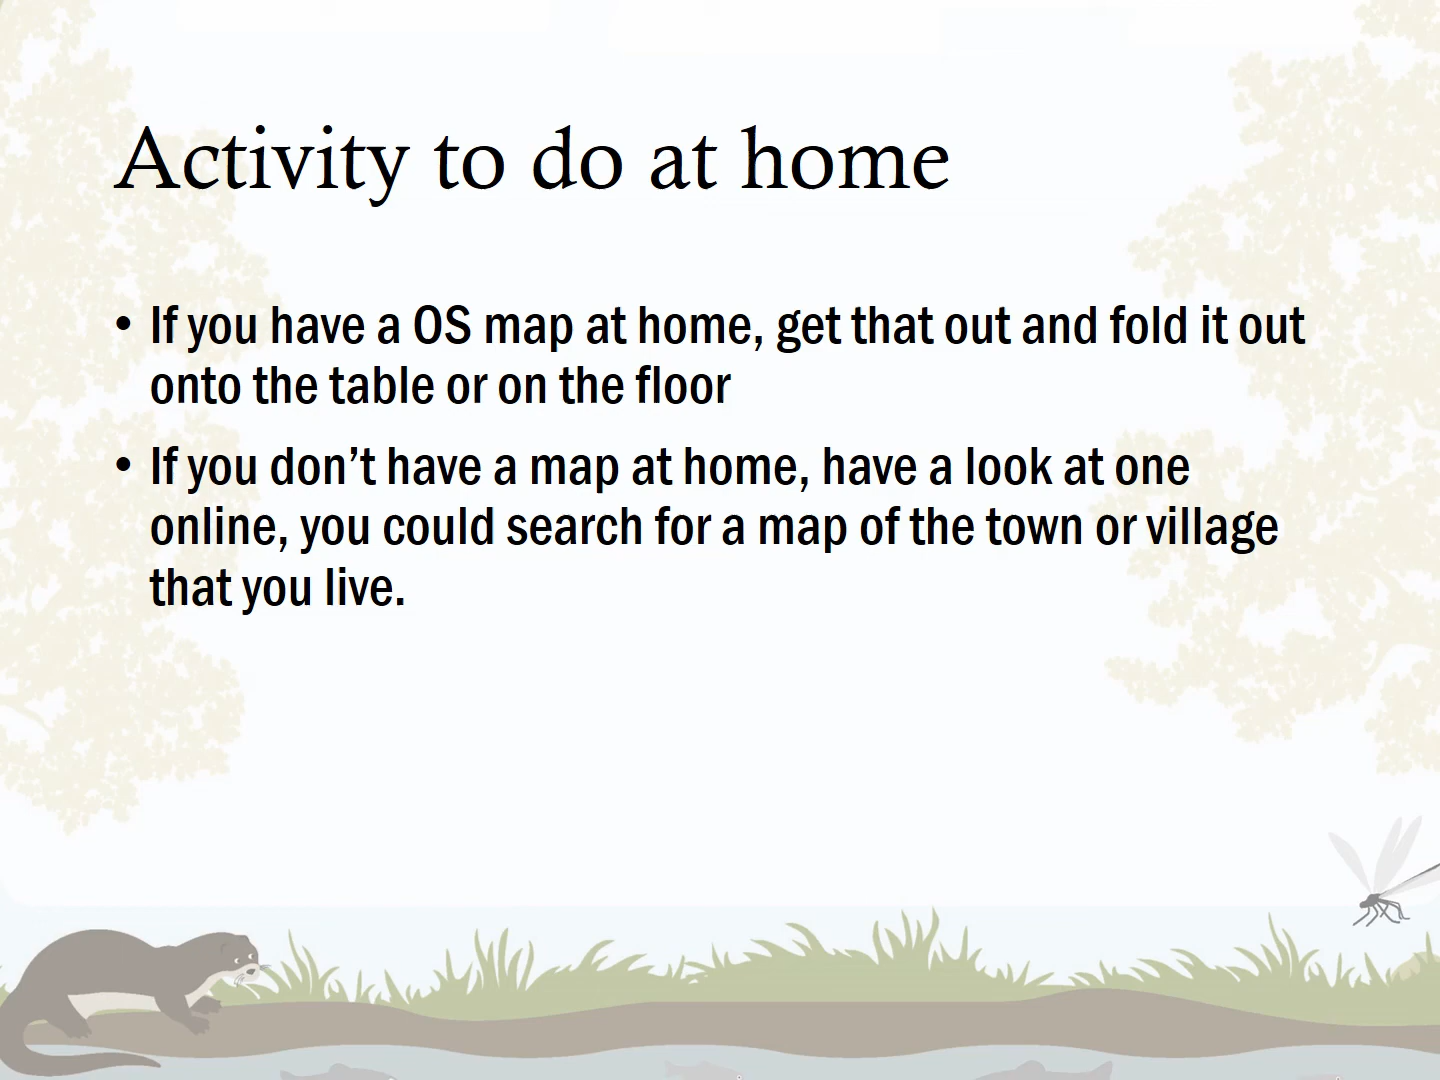 Activity to do at home
• If you have a OS map at home, get that out and fold it out
onto the table or on the floor
• If you don’t have a map at home, have a look at one
online, you could search for a map of the town or village
that you live.